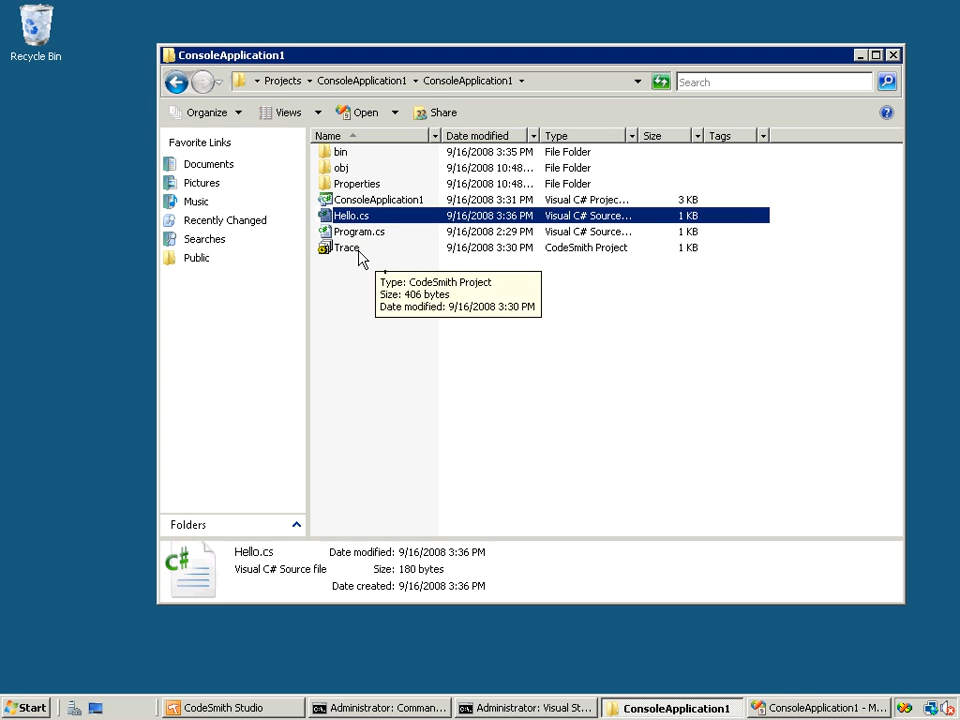 Recycle Bin
ConsoleApplication1
Projects ConsoleApplication1 ConsoleApplication1
Search
Organize Views Open Share
Favorite Links
Documents
Pictures
Music
Recently Changed
Searches
Public
Folders
Name Date modified Type Size Tags
bin 9/16/2008 3:35 PM File Folder
obj 9/16/2008 10:48... File Folder
Properties 9/16/2008 10:48... File Folder
ConsoleApplication1 9/16/2008 3:31 PM Visual C# Projec... 3 KB
Hello.cs 9/16/2008 3:36 PM Visual C# Source... 1 KB
Program.cs 9/16/2008 2:29 PM Visual C# Source... 1 KB
Trace 9/16/2008 3:30 PM CodeSmith Project 1 KB
Type: CodeSmith Project
Size: 406 bytes
Date modified: 9/16/2008 3:30 PM
C#
Hello.cs Date modified: 9/16/2008 3:36 PM
Visual C# Source file Size: 180 bytes
Date created: 9/16/2008 3:36 PM
Start CodeSmith Studio Administrator: Comman... Administrator: Visual St... ConsoleApplication1 ConsoleApplication1 - M...